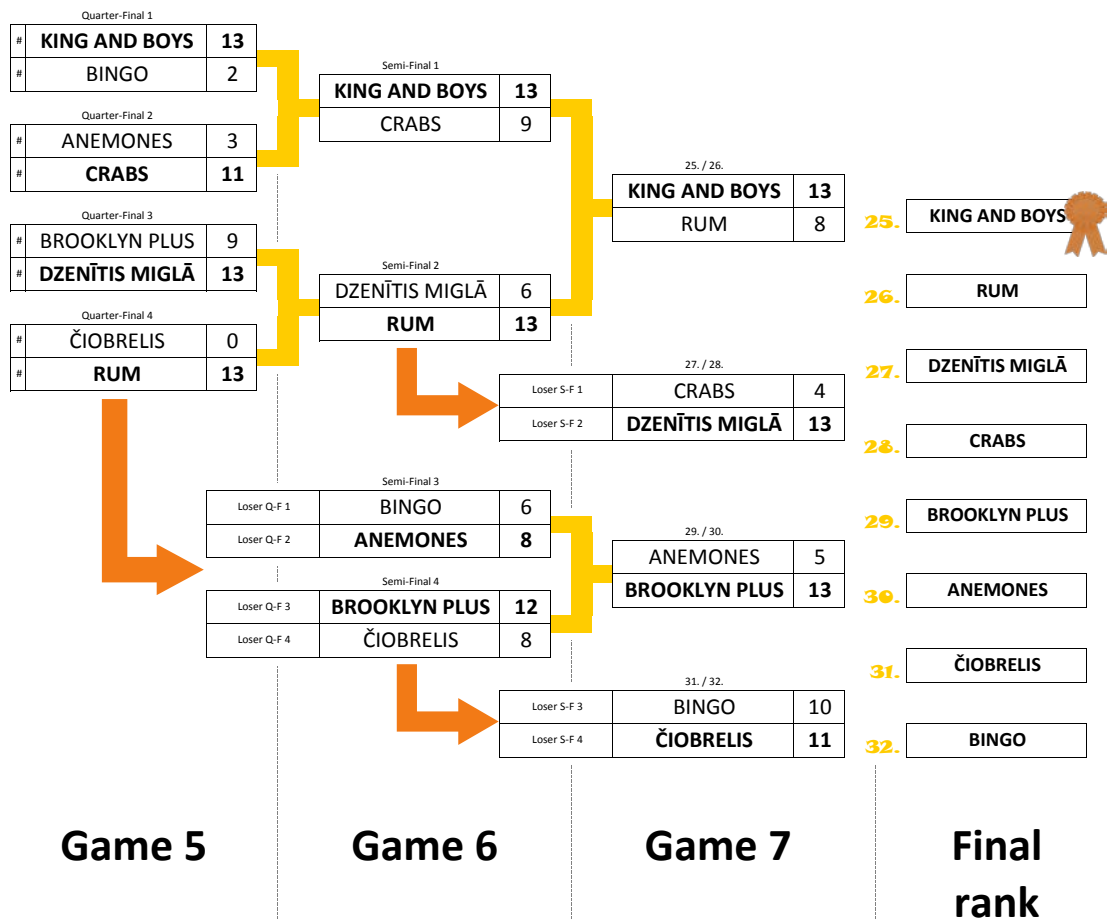 Quarter-Final 1
# KING AND BOYS 13
# BINGO 2
Quarter-Final 2
# ANEMONES 3
# CRABS 11
Quarter-Final 3
# BROOKLYN PLUS 9
# DZENĪTIS MIGLĀ 13
Quarter-Final 4
# ČIOBRELIS 0
# RUM 13
Semi-Final 1
KING AND BOYS 13
CRABS 9
Semi-Final 2
DZENĪTIS MIGLĀ 6
RUM 13
Semi-Final 3
Loser Q-F 1 BINGO 6
Loser Q-F 2 ANEMONES 8
Semi-Final 4
Loser Q-F 3 BROOKLYN PLUS 12
Loser Q-F 4 ČIOBRELIS 8
25. / 26.
KING AND BOYS 13
RUM 8
27. / 28.
Loser S-F 1 CRABS 4
Loser S-F 2 DZENĪTIS MIGLĀ 13
29. / 30.
ANEMONES 5
BROOKLYN PLUS 13
31. / 32.
Loser S-F 3 BINGO 10
Loser S-F 4 ČIOBRELIS 11
25. KING AND BOYS
26. RUM
27. DZENĪTIS MIGLĀ
28. CRABS
29. BROOKLYN PLUS
30. ANEMONES
31. ČIOBRELIS
32. BINGO
Game 5
Game 6
Game 7
Final
rank